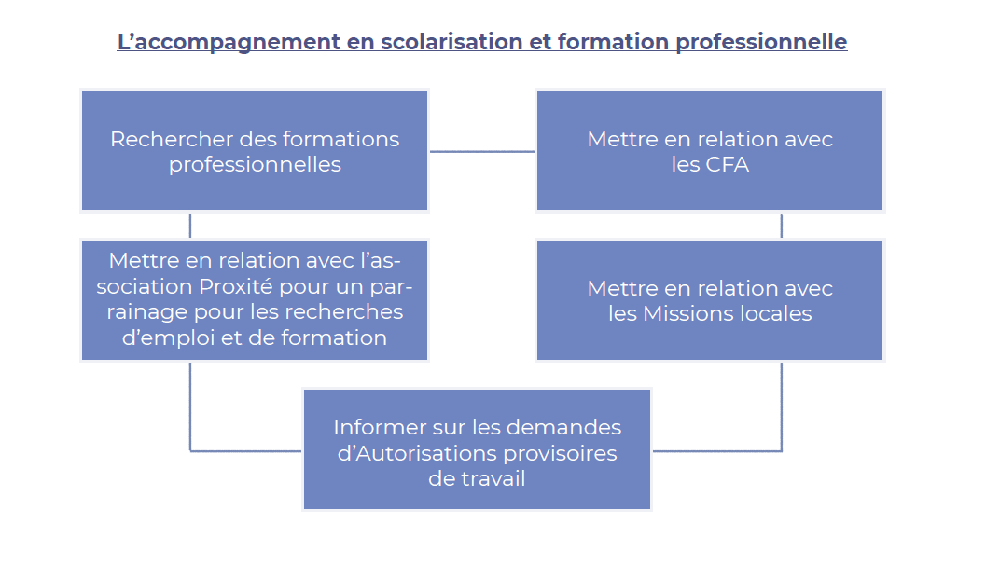 L’accompagnement en scolarisation et formation professionnelle
Rechercher des formations
professionnelles
Mettre en relation avec
les CFA
Mettre en relation avec l’as-
sociation Proxité pour un par-
rainage pour les recherches
d’emploi et de formation
Mettre en relation avec
les Missions locales
Informer sur les demandes
d’Autorisations provisoires
de travail